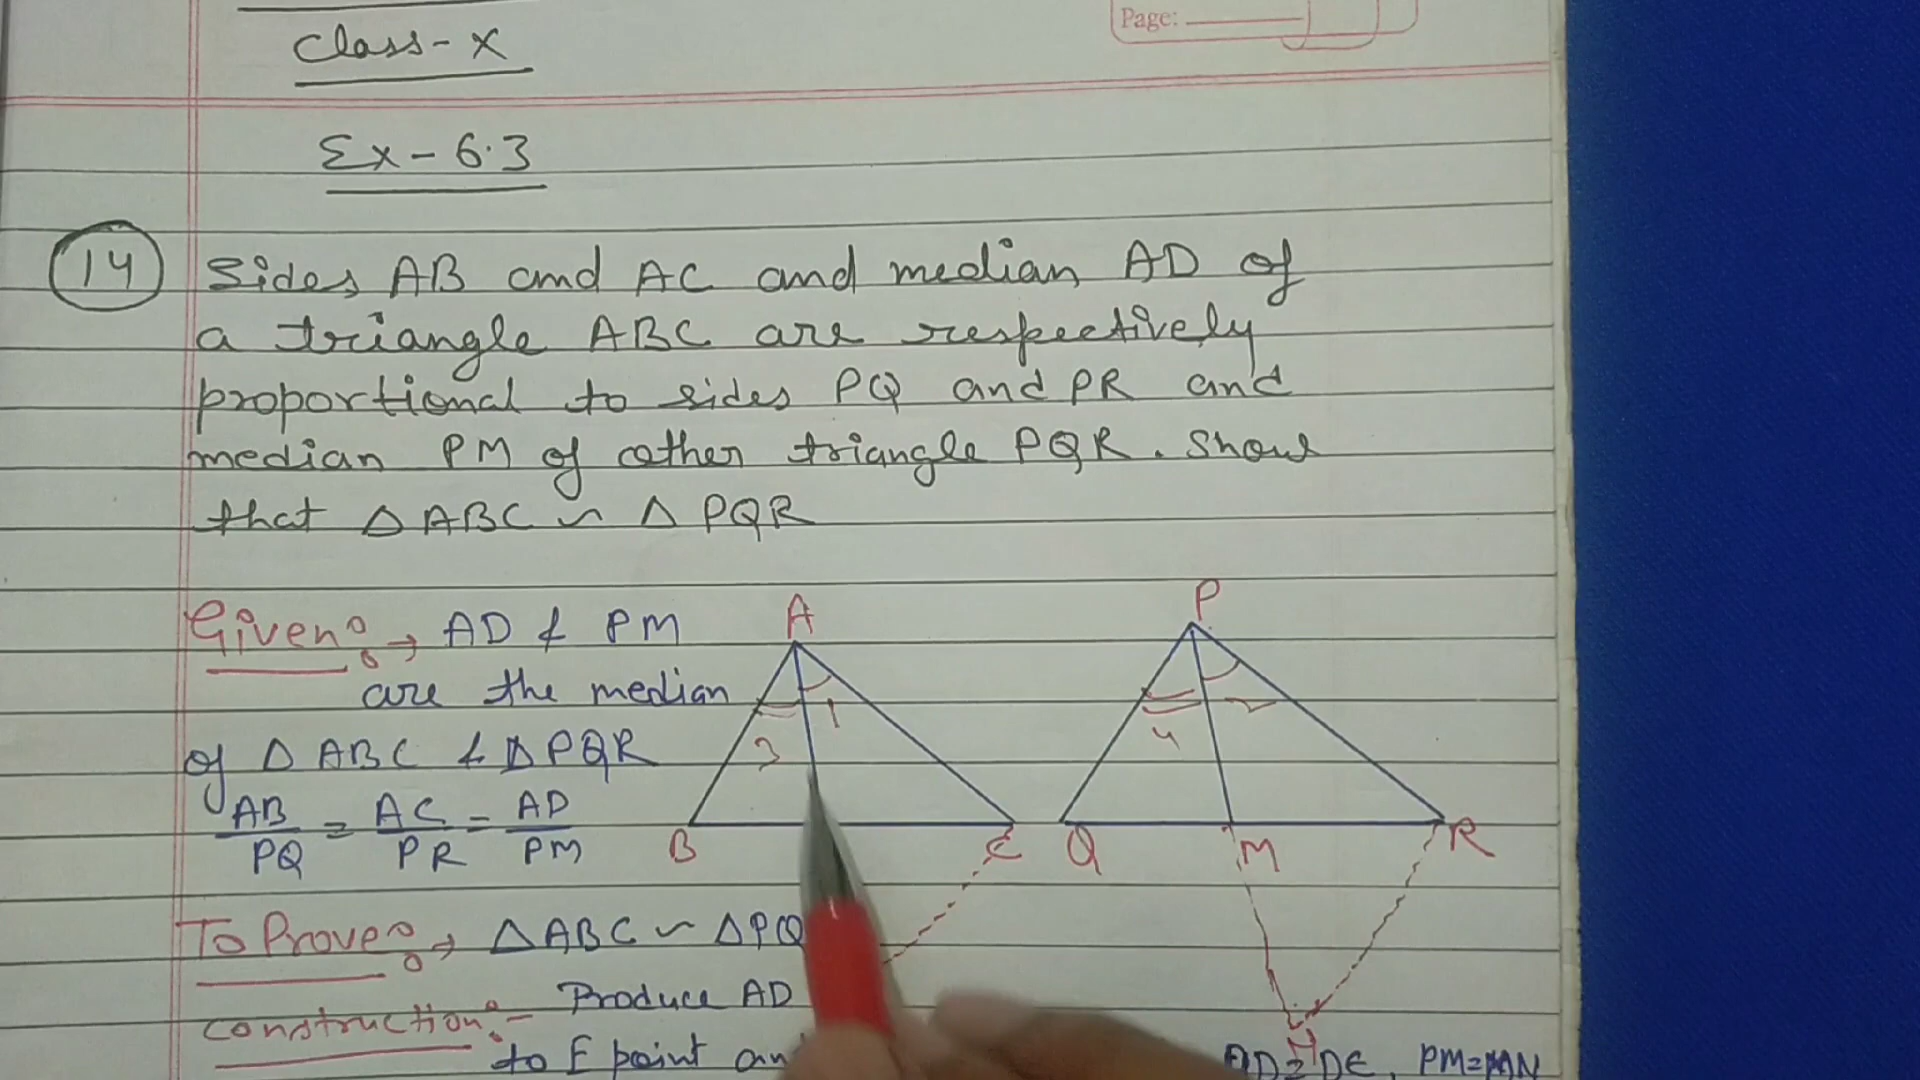 Page:
Class-X
Ex-6.3
14 Sides AB and AC and median AD of
a triangle ABC are respectively
proportional to sides PQ and PR and
median PM of other triangle PQR. Show
that △ABC ~ △PQR
Given:→ AD & PM
are the median
of △ABC & △PQR
AB/PQ = AC/PR = AD/PM
A
1
3
B
C
P
2
4
Q
M
R
N
To Prove:→ △ABC ~ △PQ
Construction:- Produce AD
to E point an
AD=DE, PM=MN